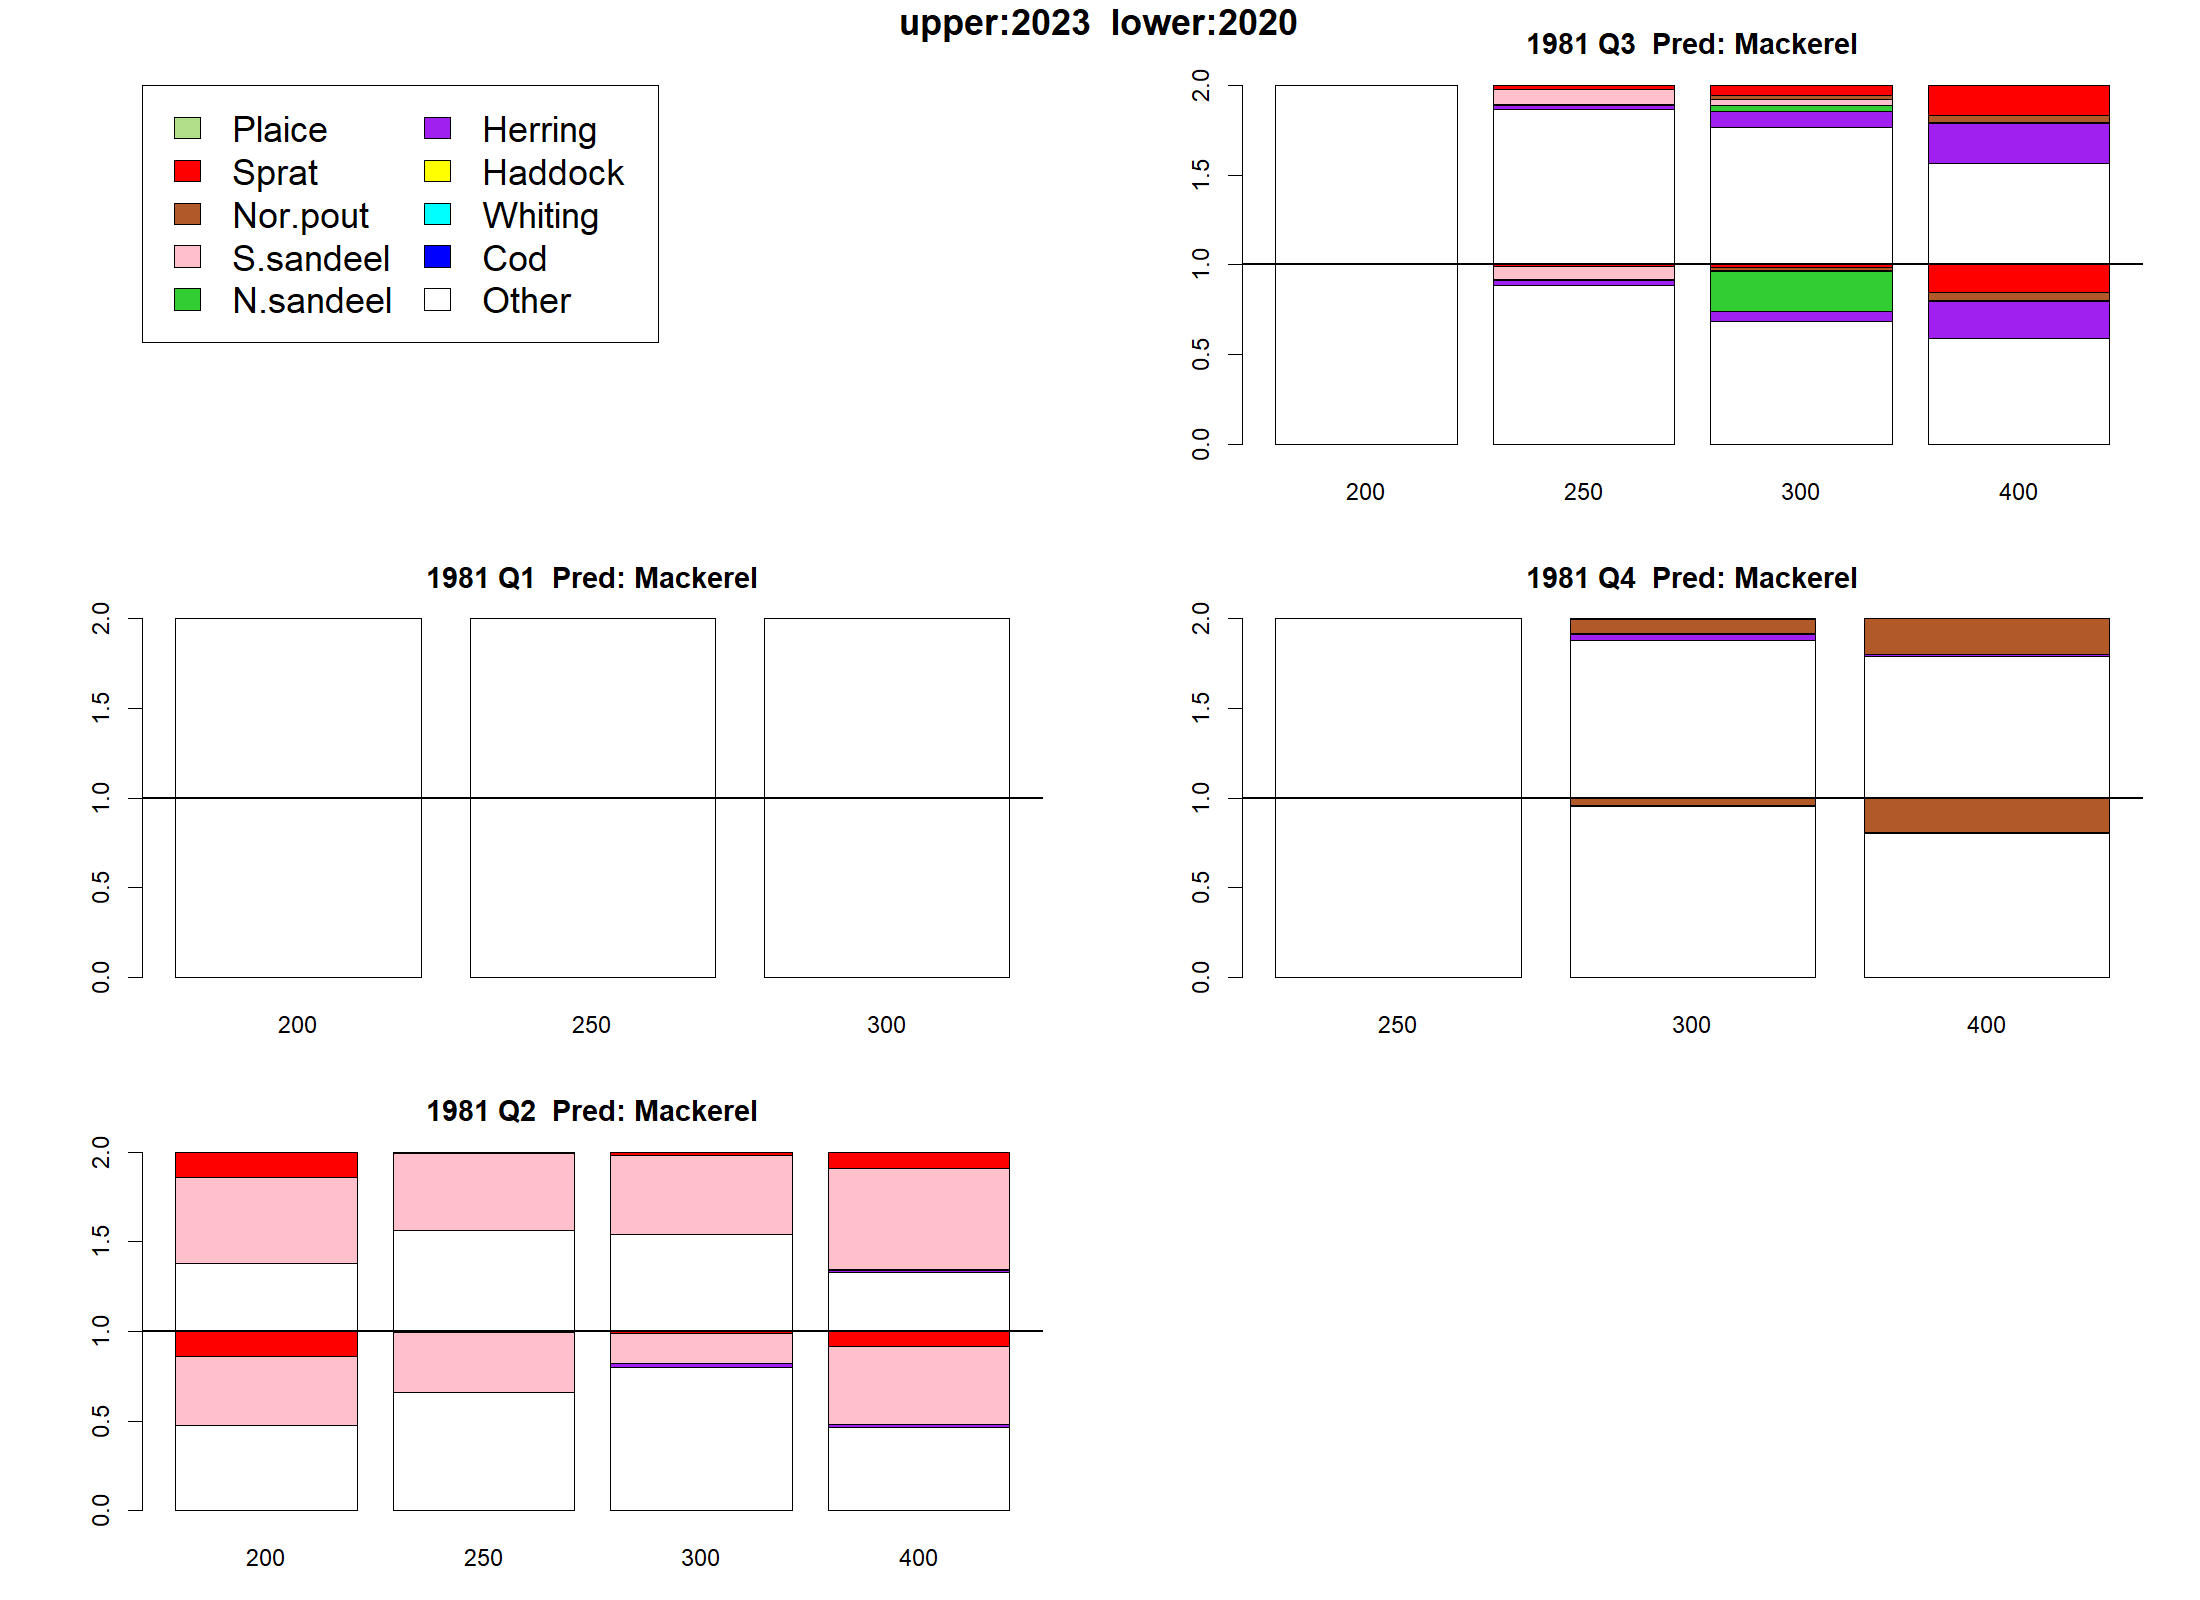 upper:2023  lower:2020
Plaice
Sprat
Nor.pout
S.sandeel
N.sandeel
Herring
Haddock
Whiting
Cod
Other
1981 Q3  Pred: Mackerel
2.0
1.5
1.0
0.5
0.0
200 250 300 400
1981 Q1  Pred: Mackerel
2.0
1.5
1.0
0.5
0.0
200 250 300
1981 Q4  Pred: Mackerel
2.0
1.5
1.0
0.5
0.0
250 300 400
1981 Q2  Pred: Mackerel
2.0
1.5
1.0
0.5
0.0
200 250 300 400